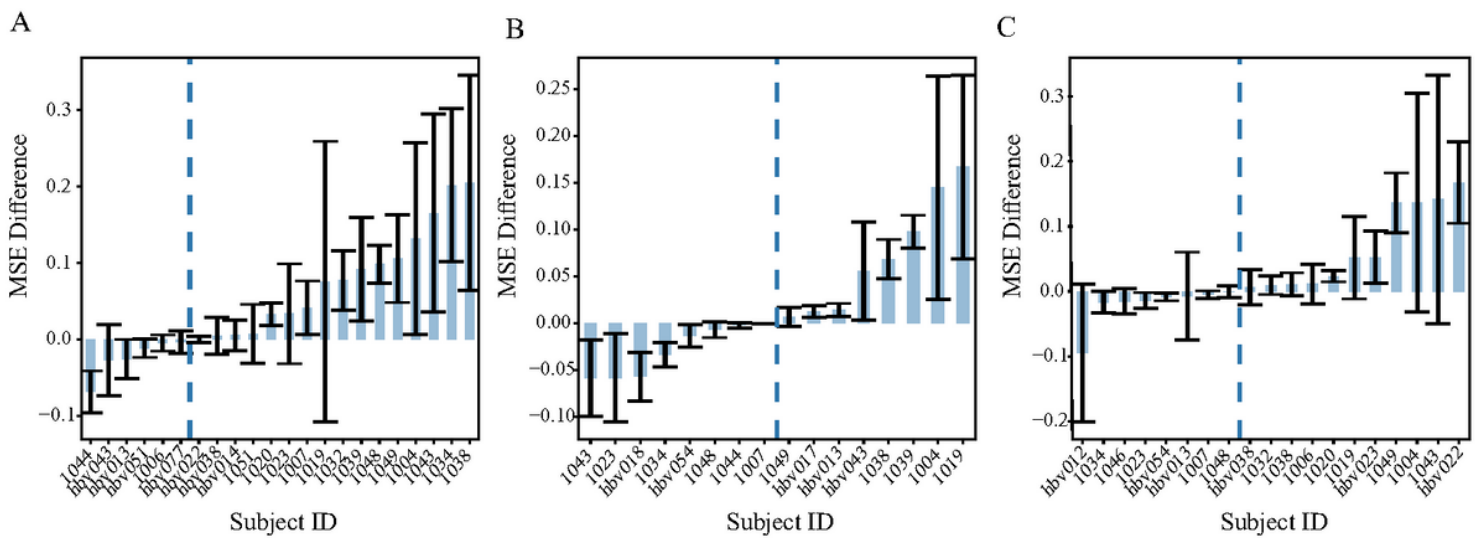 A
MSE Difference
0.3
0.2
0.1
0.0
−0.1
1044
hbv043
hbv013
hbv051
1006
hbv077
hbv022
hbv038
hbv014
1051
1020
1023
1007
1019
1032
1039
1048
1049
1004
1043
1034
1038
Subject ID
B
MSE Difference
0.25
0.20
0.15
0.10
0.05
0.00
−0.05
−0.10
1043
1023
hbv018
1034
hbv054
1048
1044
1007
1049
hbv017
hbv013
hbv043
1038
1039
1004
1019
Subject ID
C
MSE Difference
0.3
0.2
0.1
0.0
−0.1
−0.2
hbv012
1034
1046
1023
hbv054
hbv013
1007
1048
hbv038
1032
1038
1006
1020
1019
hbv023
1049
1004
1043
hbv022
Subject ID